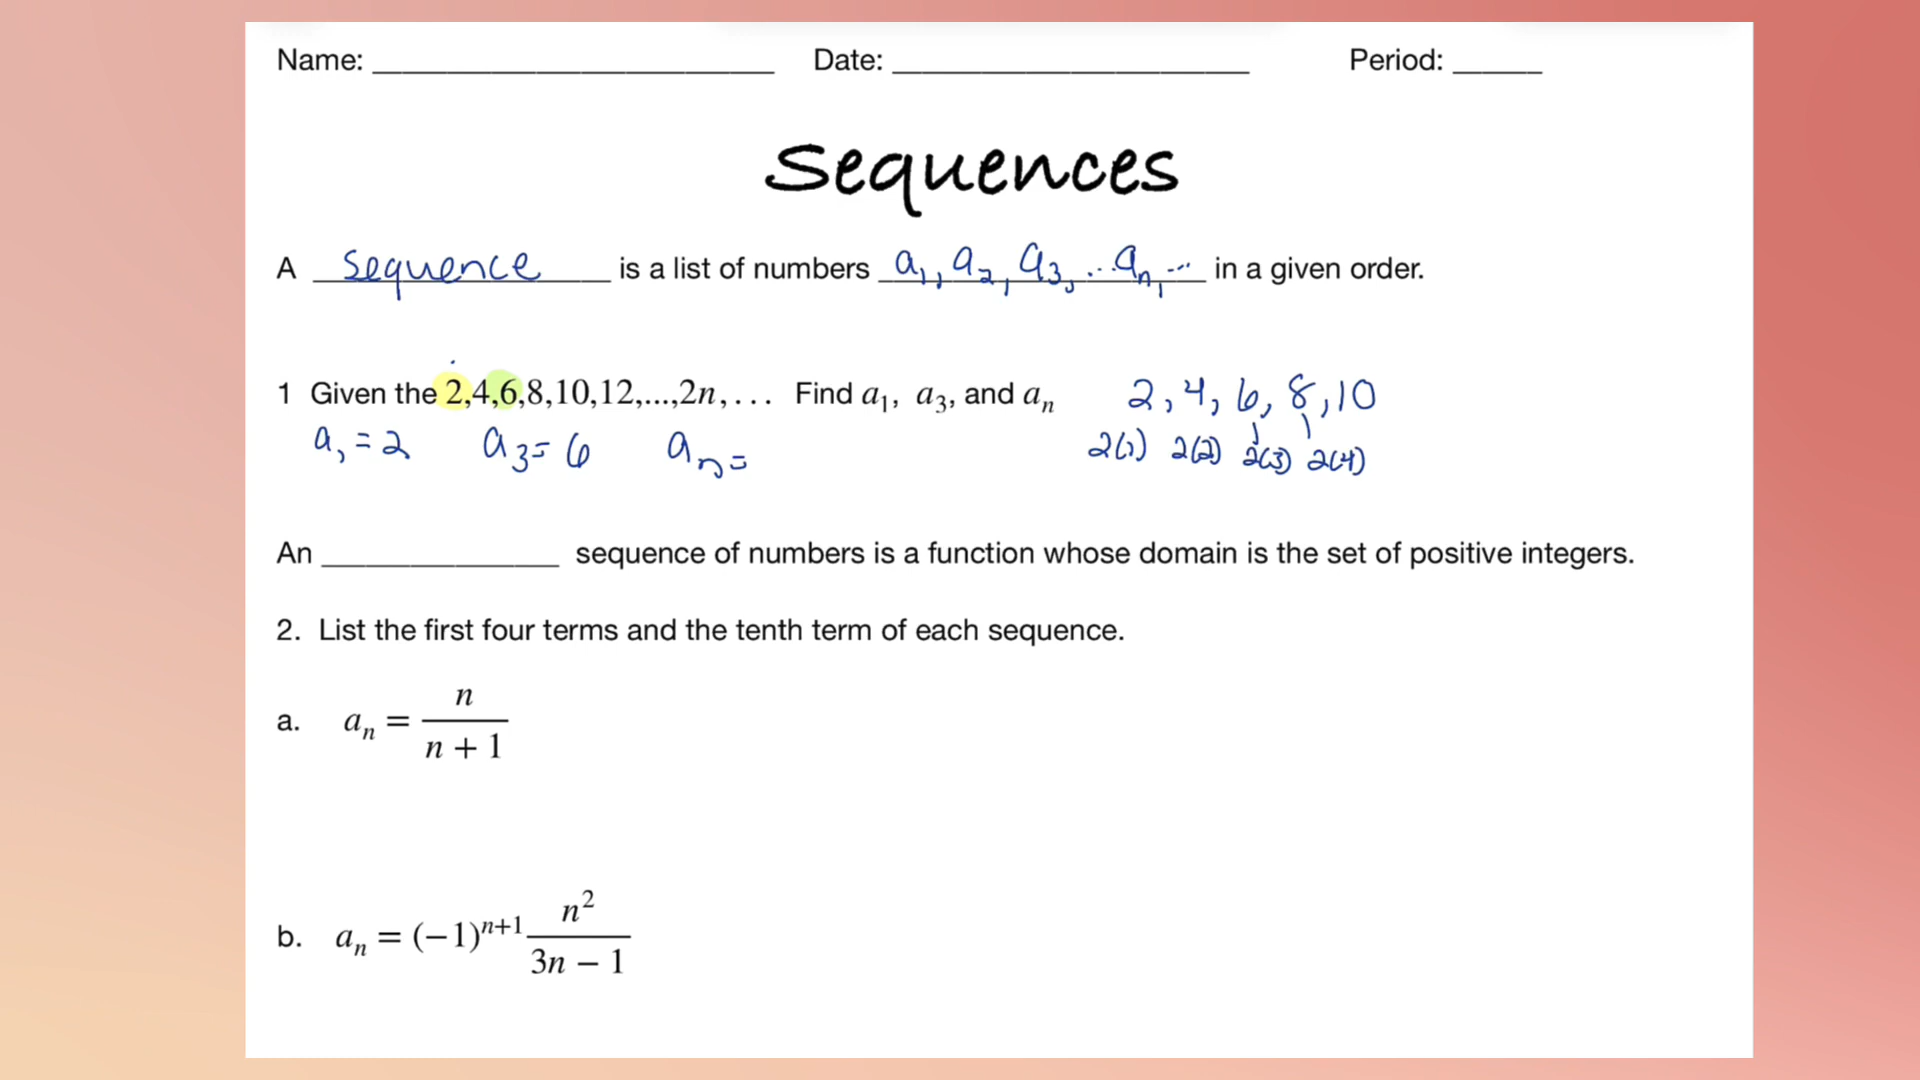 Name: ____________________ Date: ____________________ Period: _____
Sequences
A sequence is a list of numbers a₁, a₂, a₃, ...aₙ, ... in a given order.
1 Given the 2,4,6,8,10,12,...,2n, . . . Find a₁, a₃, and aₙ 2, 4, 6, 8, 10
a₁ = 2 a₃ = 6 aₙ = 2(1) 2(2) 2(3) 2(4)
An ______________ sequence of numbers is a function whose domain is the set of positive integers.
2. List the first four terms and the tenth term of each sequence.
a. aₙ = n/(n + 1)
b. aₙ = (−1)ⁿ⁺¹ n²/(3n − 1)